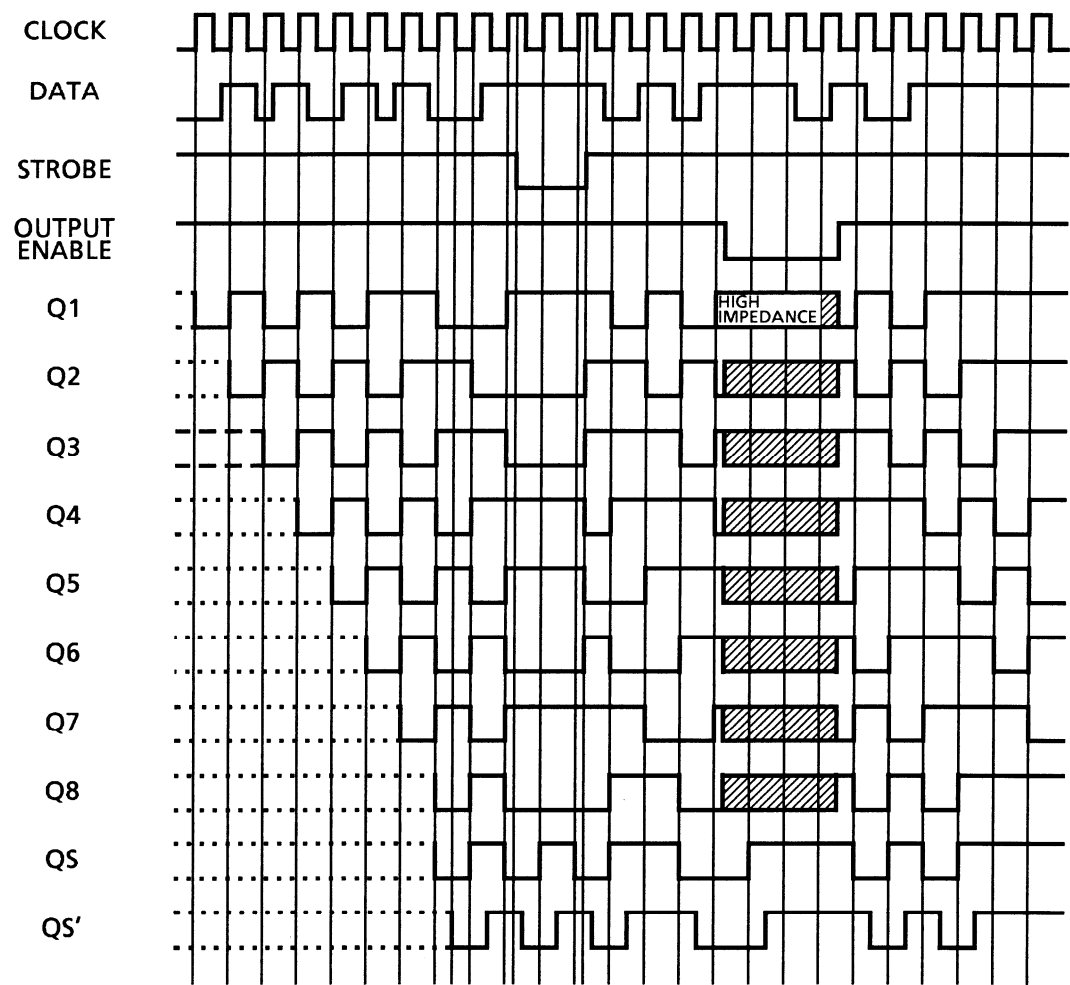 CLOCK
DATA
STROBE
OUTPUT
ENABLE
Q1
HIGH
IMPEDANCE
Q2
Q3
Q4
Q5
Q6
Q7
Q8
QS
QS'